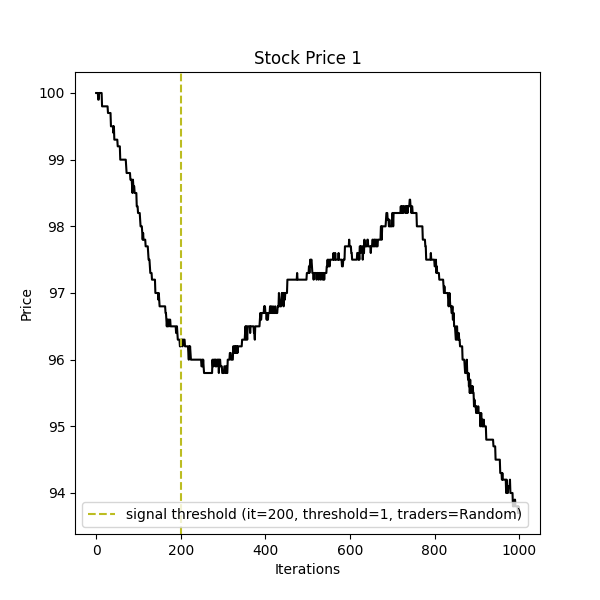 Stock Price 1
100
99
98
97
96
95
94
Price
signal threshold (it=200, threshold=1, traders=Random)
0 200 400 600 800 1000
Iterations